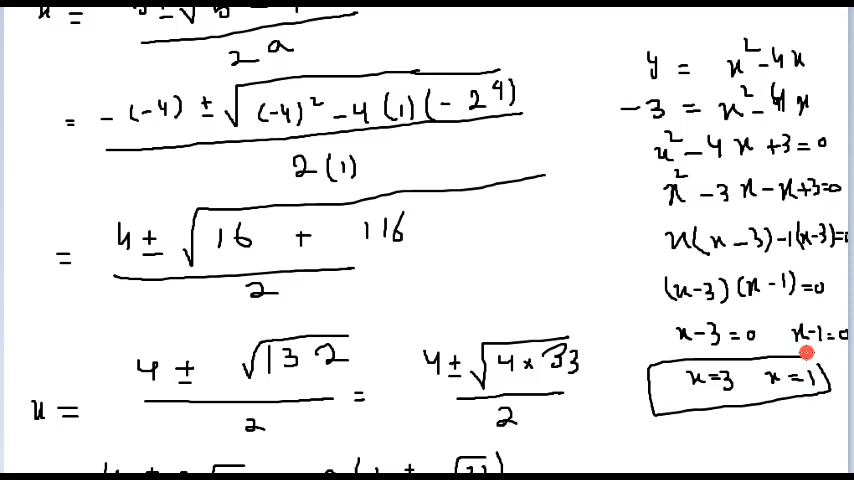 2a
= -(-4) ± √(-4)² - 4(1)(-29)
2(1)
= 4 ± √16 + 116
2
x = 4 ± √132 = 4 ± √4 × 33
2 2
y = x² - 4x
-3 = x² - 4x
x² - 4x + 3 = 0
x² - 3x - x + 3 = 0
x(x - 3) - 1(x - 3) = 0
(x - 3)(x - 1) = 0
x - 3 = 0 x - 1 = 0
x = 3 x = 1